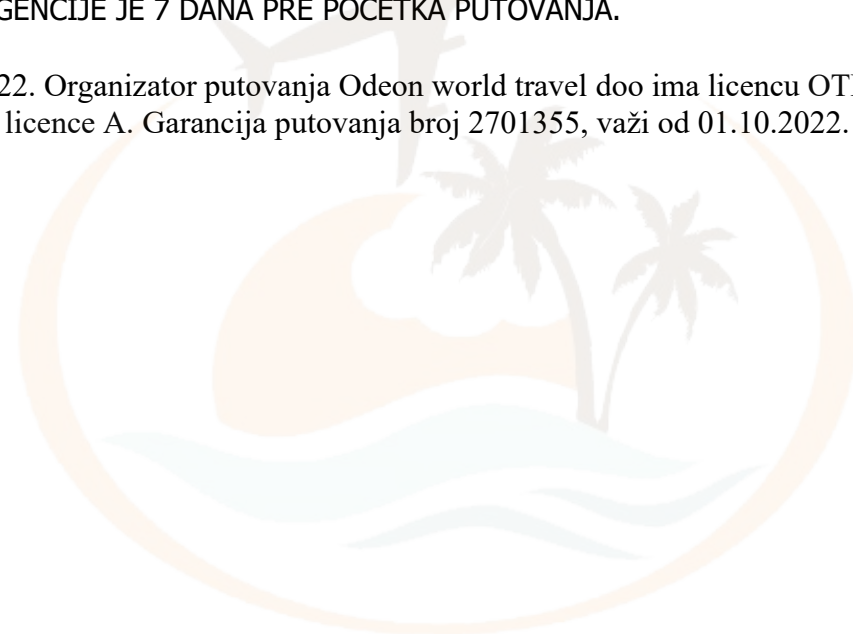 GENCIJE JE 7 DANA PRE POČETKA PUTOVANJA.
22. Organizator putovanja Odeon world travel doo ima licencu OTI
licence A. Garancija putovanja broj 2701355, važi od 01.10.2022.